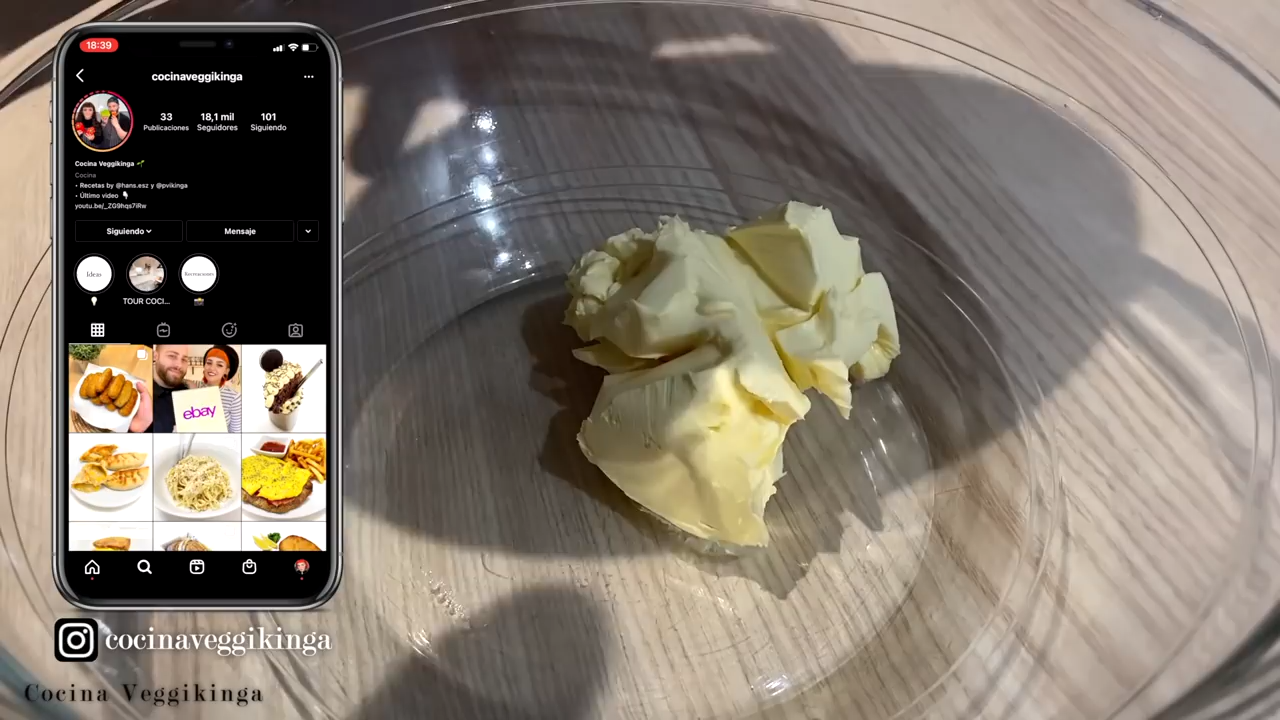 18:39
cocinaveggikinga
33 18,1 mil 101
Publicaciones Seguidores Siguiendo
Cocina Veggikinga
Cocina
• Recetas by @hans.esz y @pvikinga
• Último video
youtu.be/_ZG9hqs7iRw
Siguiendo Mensaje
Ideas Recreaciones
TOUR COCI...
ebay
cocinaveggikinga
Cocina Veggikinga